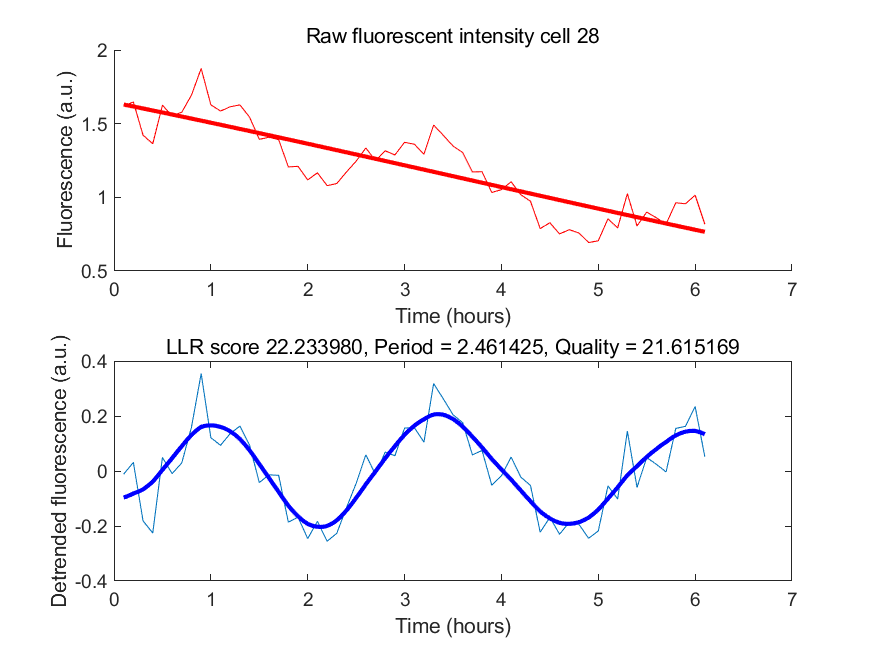 Raw fluorescent intensity cell 28
Fluorescence (a.u.)
2
1.5
1
0.5
0 1 2 3 4 5 6 7
Time (hours)
LLR score 22.233980, Period = 2.461425, Quality = 21.615169
Detrended fluorescence (a.u.)
0.4
0.2
0
-0.2
-0.4
0 1 2 3 4 5 6 7
Time (hours)